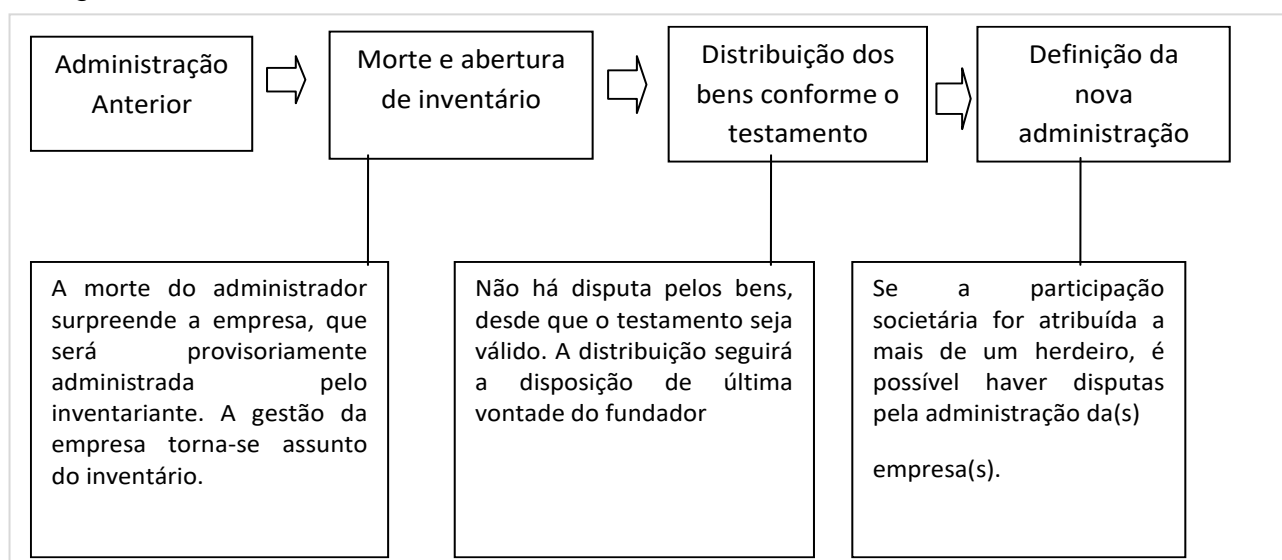 Administração
Anterior
Morte e abertura
de inventário
Distribuição dos
bens conforme o
testamento
Definição da
nova
administração
A morte do administrador
surpreende a empresa, que
será provisoriamente
administrada pelo
inventariante. A gestão da
empresa torna-se assunto
do inventário.
Não há disputa pelos bens,
desde que o testamento seja
válido. A distribuição seguirá
a disposição de última
vontade do fundador
Se a participação
societária for atribuída a
mais de um herdeiro, é
possível haver disputas
pela administração da(s)
empresa(s).